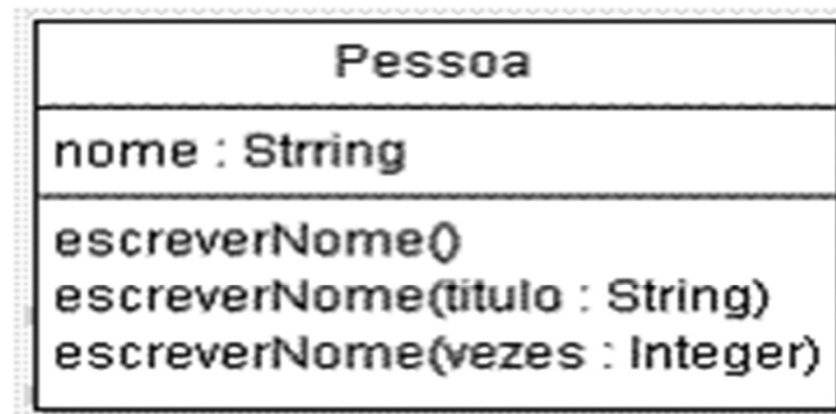 Pessoa
nome : Strring
escreverNome()
escreverNome(titulo : String)
escreverNome(vezes : Integer)